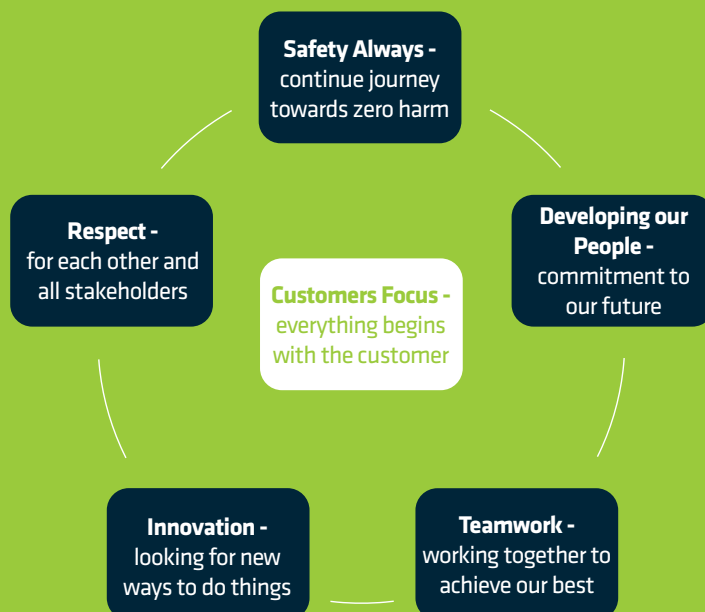 Safety Always -
continue journey
towards zero harm
Respect -
for each other and
all stakeholders
Developing our
People -
commitment to
our future
Customers Focus -
everything begins
with the customer
Innovation -
looking for new
ways to do things
Teamwork -
working together to
achieve our best